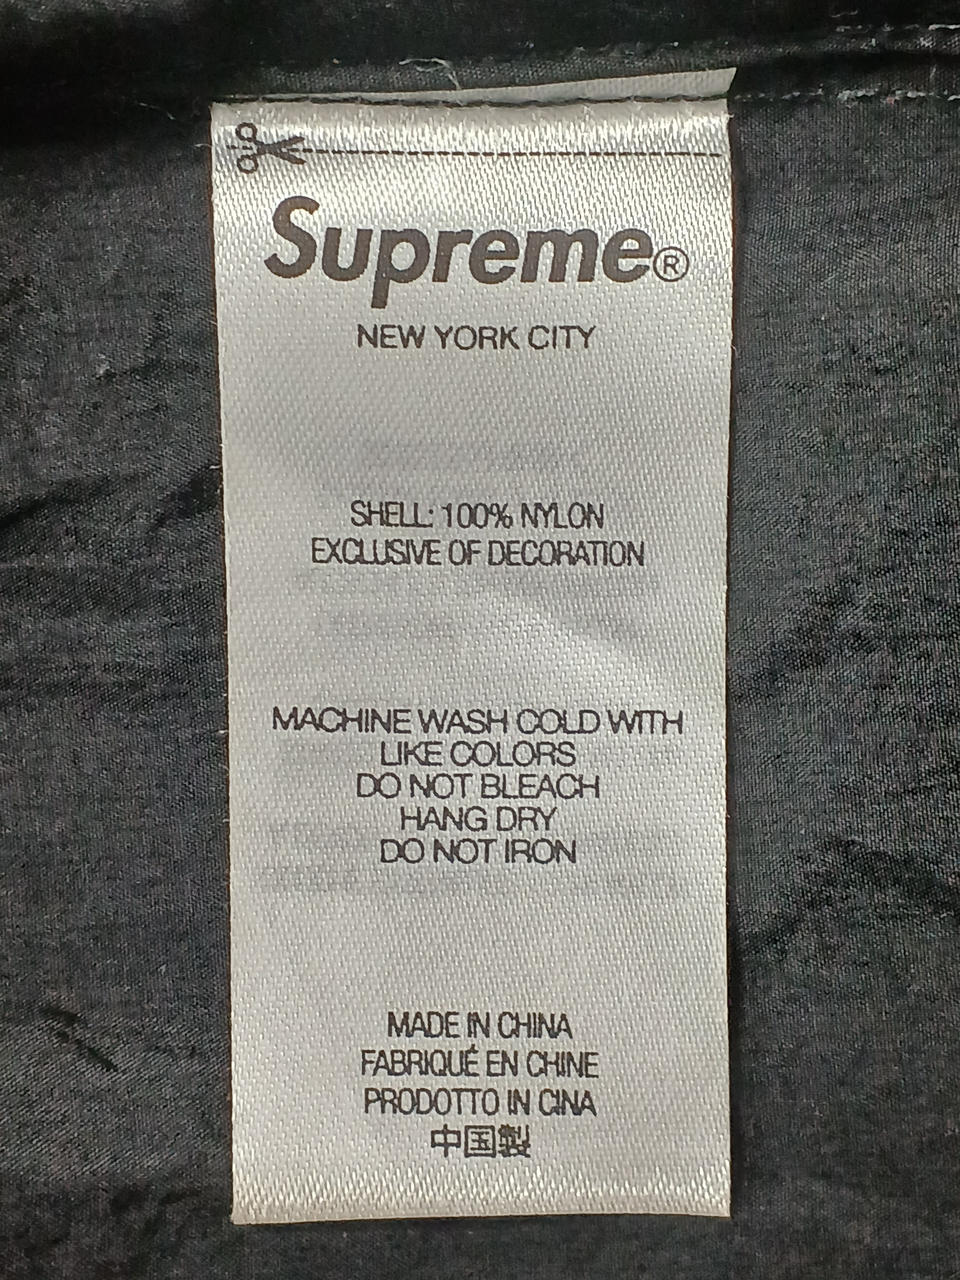 Supreme®
NEW YORK CITY
SHELL: 100% NYLON
EXCLUSIVE OF DECORATION
MACHINE WASH COLD WITH
LIKE COLORS
DO NOT BLEACH
HANG DRY
DO NOT IRON
MADE IN CHINA
FABRIQUÉ EN CHINE
PRODOTTO IN CINA
中国製